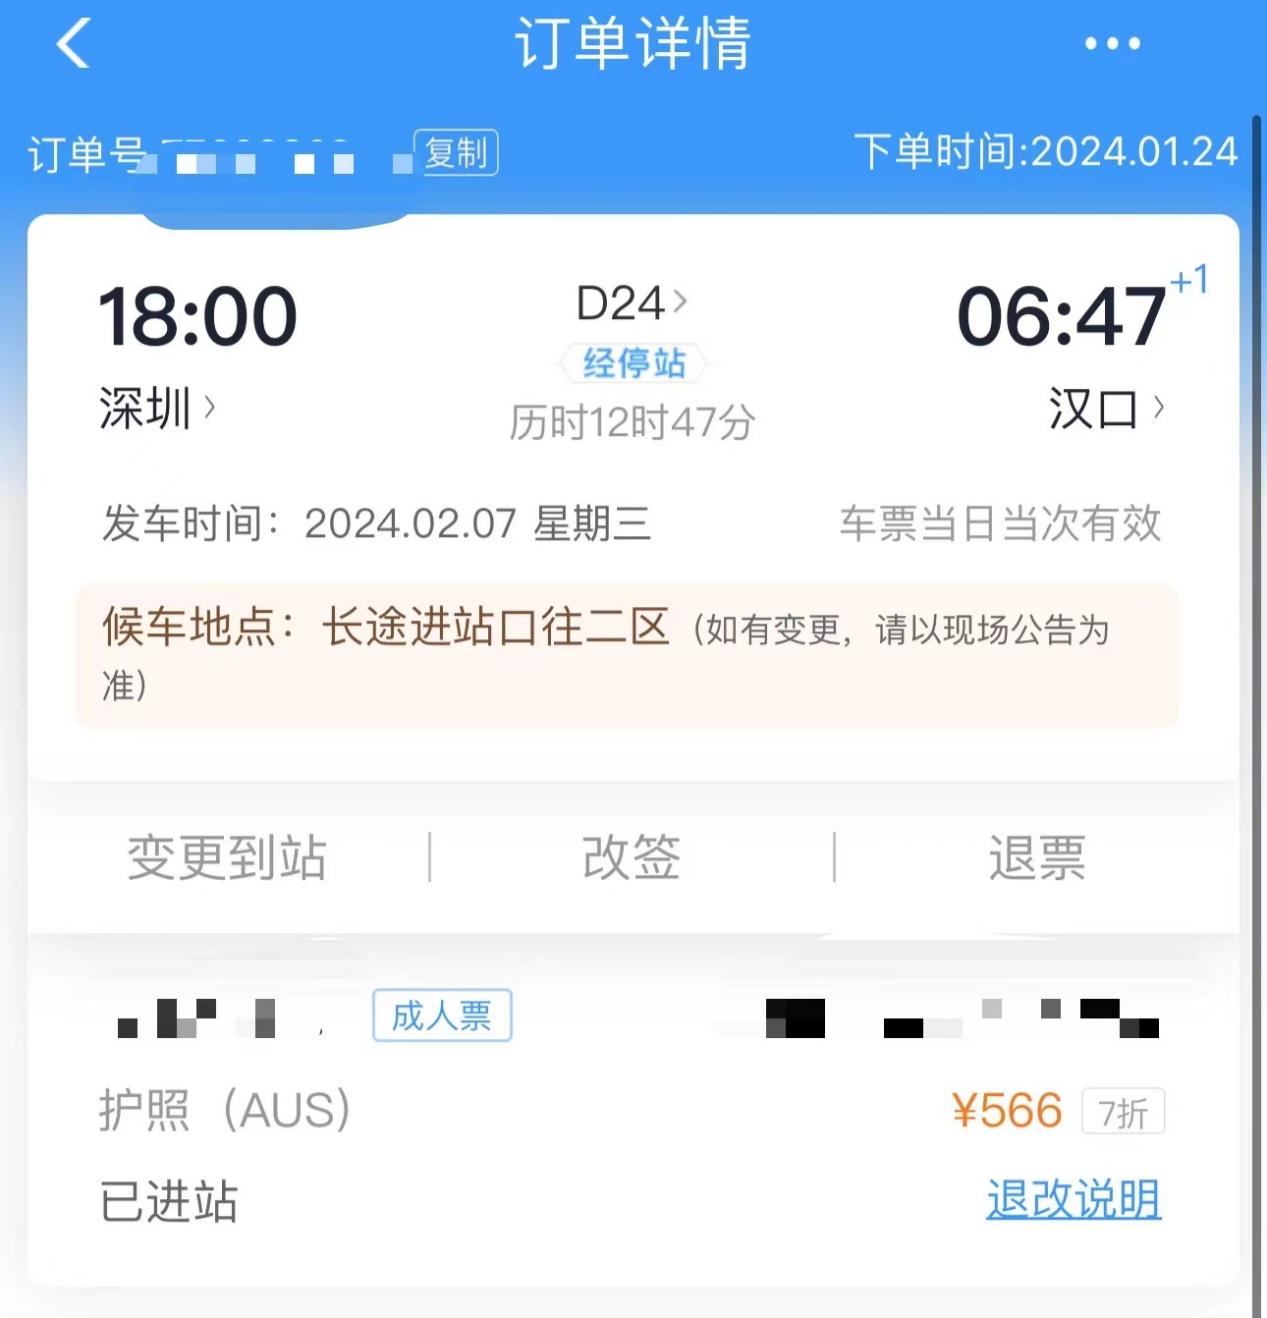 订单详情
订单号 复制 下单时间:2024.01.24
18:00 D24 06:47 +1
经停站
深圳 历时12时47分 汉口
发车时间：2024.02.07 星期三 车票当日当次有效
候车地点：长途进站口往二区（如有变更，请以现场公告为
准）
变更到站 改签 退票
成人票
护照（AUS） ¥566 7折
已进站 退改说明